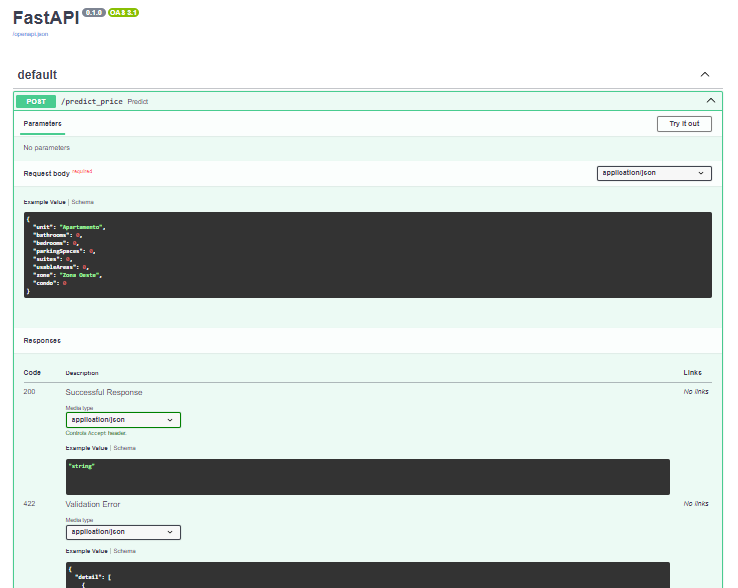 FastAPI 0.1.0 OAS 3.1
/openapi.json
default
POST /predict_price Predict
Parameters
Try it out
No parameters
Request body required
application/json
Example Value | Schema
{
"unit": "Apartamento",
"bathrooms": 0,
"bedrooms": 0,
"parkingSpaces": 0,
"suites": 0,
"usableAreas": 0,
"zone": "Zona Oeste",
"condo": 0
}
Responses
Code Description Links
200 Successful Response No links
Media type
application/json
Controls Accept header.
Example Value | Schema
"string"
422 Validation Error No links
Media type
application/json
Example Value | Schema
{
"detail": [
{